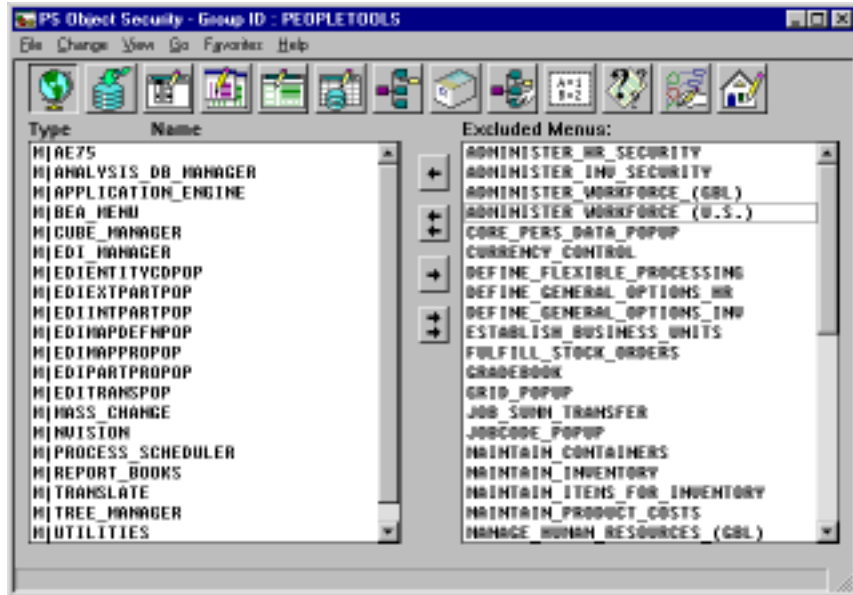 PS Object Security - Group ID : PEOPLETOOLS
File Change View Go Favorites Help
Type Name
M|AE75
M|ANALYSIS_DB_MANAGER
M|APPLICATION_ENGINE
M|BEA_MENU
M|CUBE_MANAGER
M|EDI_MANAGER
M|EDIENTITYCDPOP
M|EDIEXTPARTPOP
M|EDIINTPARTPOP
M|EDIMAPDEFNPOP
M|EDIMAPPROPOP
M|EDIPARTPROPOP
M|EDITRANSPOP
M|MASS_CHANGE
M|NVISION
M|PROCESS_SCHEDULER
M|REPORT_BOOKS
M|TRANSLATE
M|TREE_MANAGER
M|UTILITIES
A=1
B=2
Excluded Menus:
ADMINISTER_HR_SECURITY
ADMINISTER_INV_SECURITY
ADMINISTER_WORKFORCE_(GBL)
ADMINISTER_WORKFORCE_(U.S.)
CORE_PERS_DATA_POPUP
CURRENCY_CONTROL
DEFINE_FLEXIBLE_PROCESSING
DEFINE_GENERAL_OPTIONS_HR
DEFINE_GENERAL_OPTIONS_INV
ESTABLISH_BUSINESS_UNITS
FULFILL_STOCK_ORDERS
GRADEBOOK
GRID_POPUP
JOB_SUMM_TRANSFER
JOBCODE_POPUP
MAINTAIN_CONTAINERS
MAINTAIN_INVENTORY
MAINTAIN_ITEMS_FOR_INVENTORY
MAINTAIN_PRODUCT_COSTS
MANAGE_HUMAN_RESOURCES_(GBL)